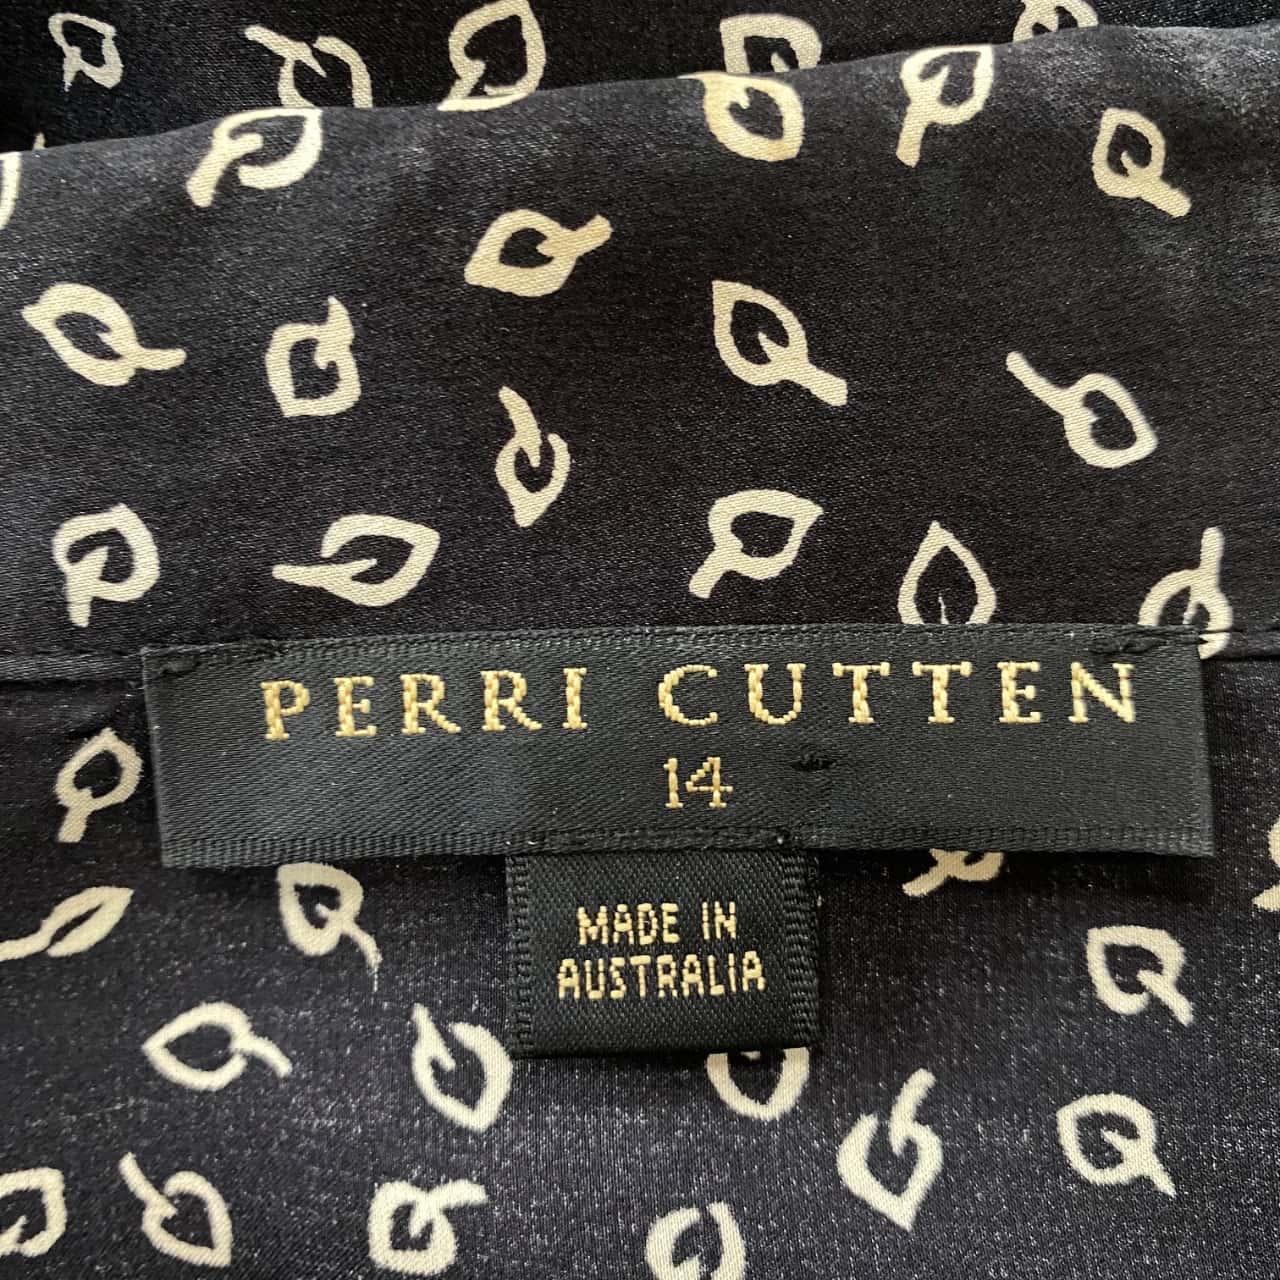 PERRI CUTTEN
14
MADE IN
AUSTRALIA